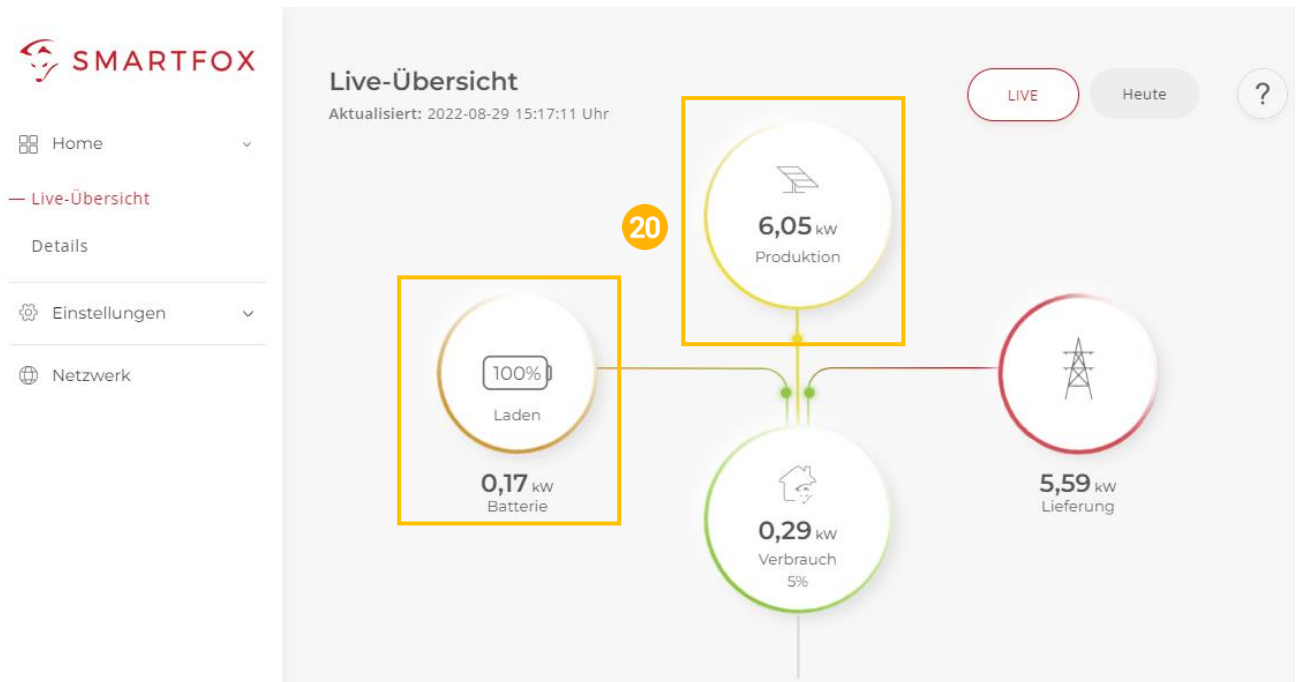 SMARTFOX
Home
Live-Übersicht
Details
Einstellungen
Netzwerk
Live-Übersicht
Aktualisiert: 2022-08-29 15:17:11 Uhr
LIVE
Heute
?
20
6,05 kW
Produktion
100%
Laden
0,17 kW
Batterie
5,59 kW
Lieferung
0,29 kW
Verbrauch
5%